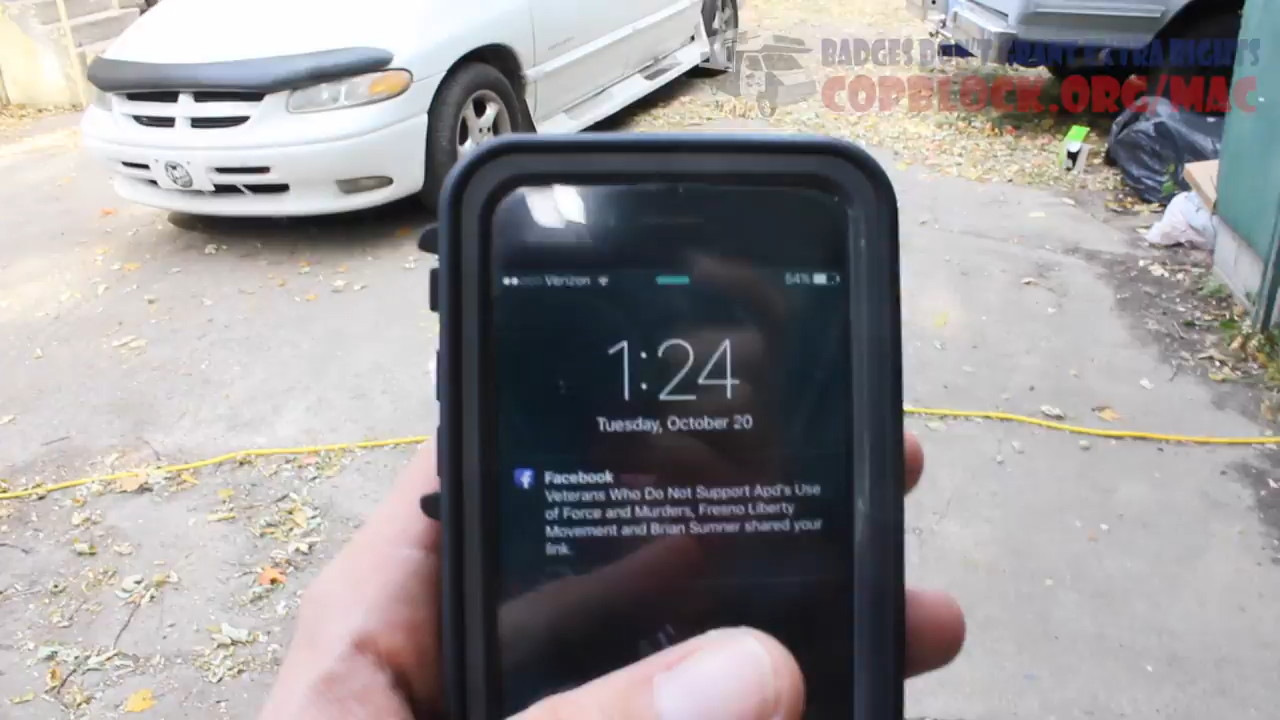 BADGES DON'T GRANT EXTRA RIGHTS
COPBLOCK.ORG/MAC
Verizon
54%
1:24
Tuesday, October 20
Facebook
Veterans Who Do Not Support Apd's Use
of Force and Murders, Fresno Liberty
Movement and Brian Sumner shared your
link.